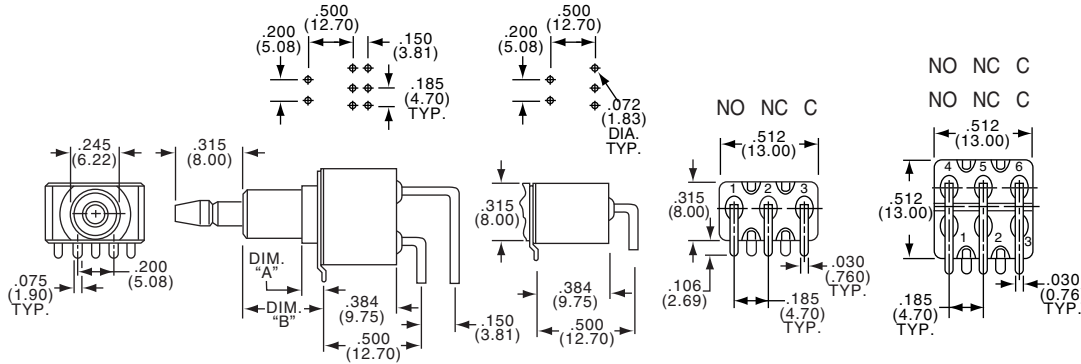 .500
(12.70)
.200
(5.08)
.150
(3.81)
.185
(4.70)
TYP.
.500
(12.70)
.200
(5.08)
.072
(1.83)
DIA.
TYP.
NO NC C
NO NC C
NO NC C
.245
(6.22)
.315
(8.00)
.075
(1.90)
TYP.
.200
(5.08)
DIM.
“A”
DIM.
“B”
.384
(9.75)
.500
(12.70)
.150
(3.81)
.315
(8.00)
.384
(9.75)
.500
(12.70)
.512
(13.00)
.315
(8.00)
1 2 3
.106
(2.69)
.030
(.760)
TYP.
.185
(4.70)
TYP.
.512
(13.00)
.512
(13.00)
4 5 6
1 2 3
.185
(4.70)
TYP.
.030
(0.76
TYP.